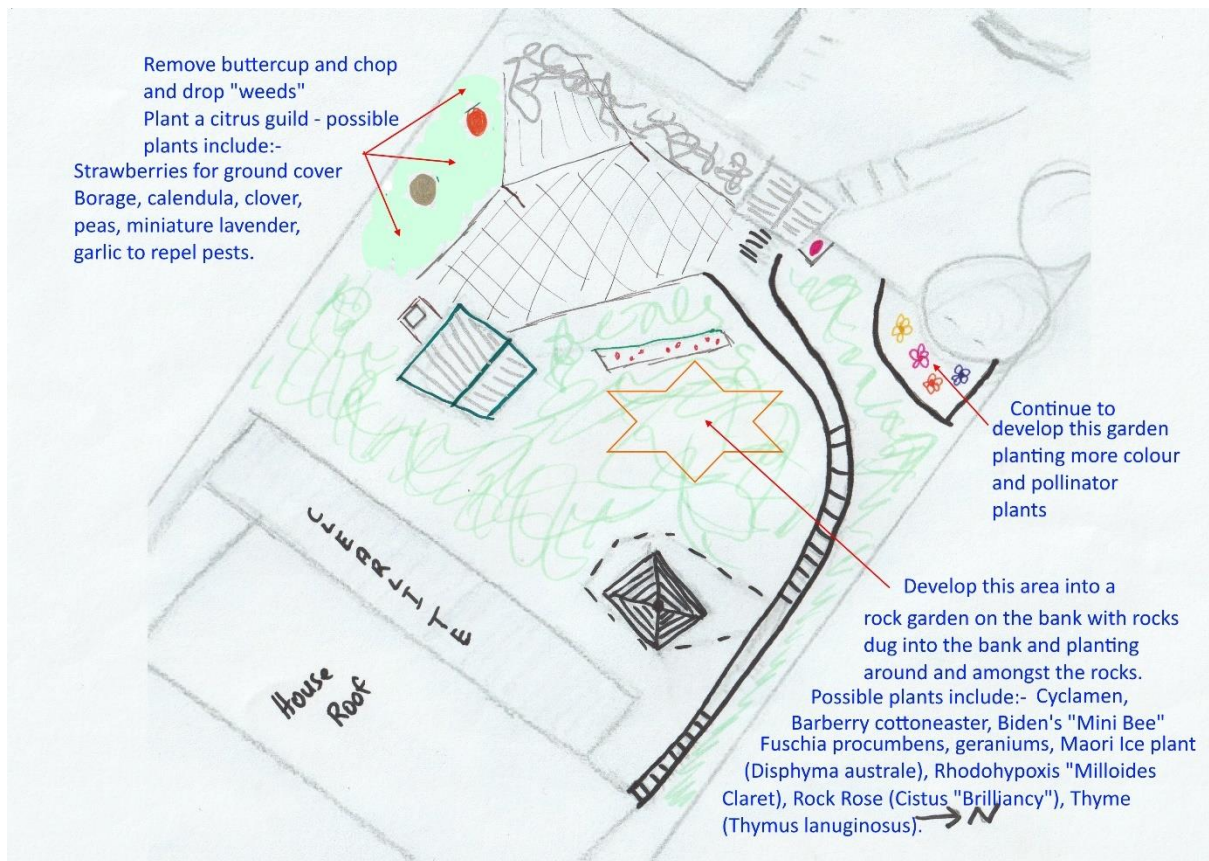 Remove buttercup and chop
and drop "weeds"
Plant a citrus guild - possible
plants include:-
Strawberries for ground cover
Borage, calendula, clover,
peas, miniature lavender,
garlic to repel pests.
Continue to
develop this garden
planting more colour
and pollinator
plants
CLEARLITE
House
Roof
Develop this area into a
rock garden on the bank with rocks
dug into the bank and planting
around and amongst the rocks.
Possible plants include:- Cyclamen,
Barberry cottoneaster, Biden's "Mini Bee"
Fuschia procumbens, geraniums, Maori Ice plant
(Disphyma australe), Rhodohypoxis "Milloides
Claret), Rock Rose (Cistus "Brilliancy"), Thyme
(Thymus lanuginosus).
N